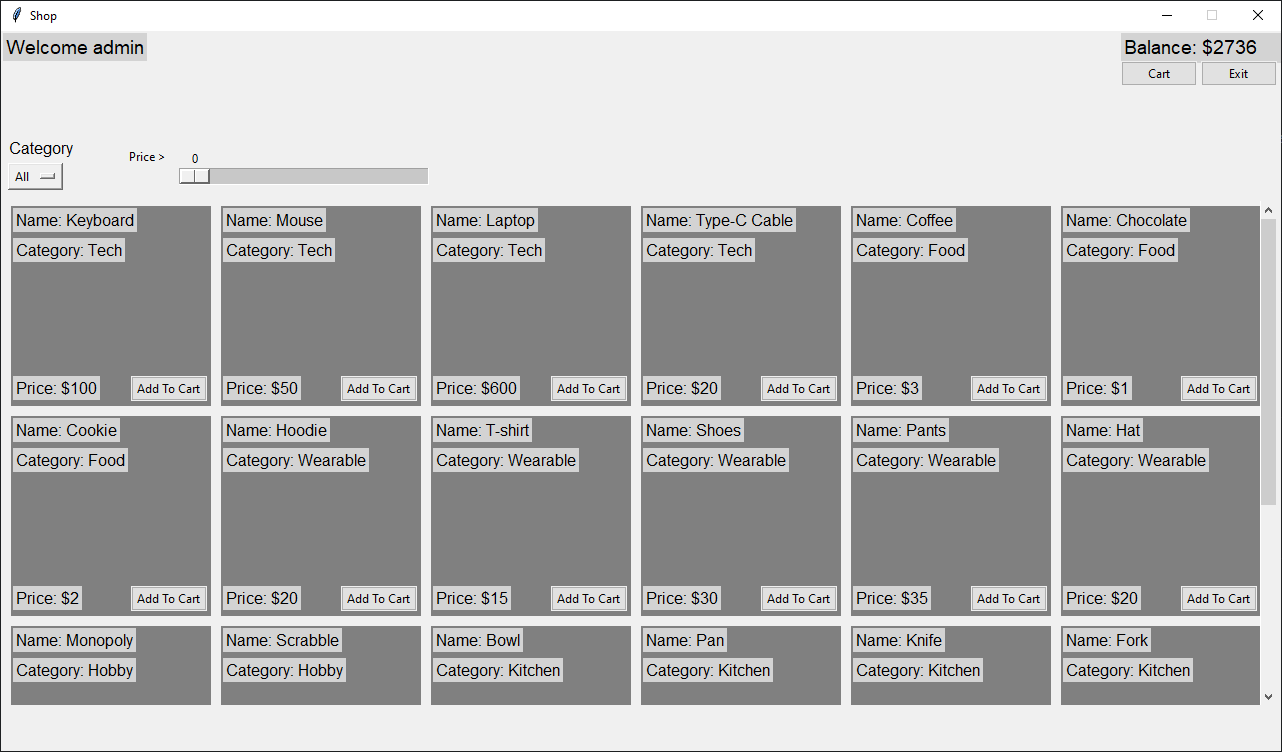 Shop
Welcome admin
Balance: $2736
Cart Exit
Category
Price > 0
All
Name: Keyboard Name: Mouse Name: Laptop Name: Type-C Cable Name: Coffee Name: Chocolate
Category: Tech Category: Tech Category: Tech Category: Tech Category: Food Category: Food
Price: $100 Add To Cart Price: $50 Add To Cart Price: $600 Add To Cart Price: $20 Add To Cart Price: $3 Add To Cart Price: $1 Add To Cart
Name: Cookie Name: Hoodie Name: T-shirt Name: Shoes Name: Pants Name: Hat
Category: Food Category: Wearable Category: Wearable Category: Wearable Category: Wearable Category: Wearable
Price: $2 Add To Cart Price: $20 Add To Cart Price: $15 Add To Cart Price: $30 Add To Cart Price: $35 Add To Cart Price: $20 Add To Cart
Name: Monopoly Name: Scrabble Name: Bowl Name: Pan Name: Knife Name: Fork
Category: Hobby Category: Hobby Category: Kitchen Category: Kitchen Category: Kitchen Category: Kitchen